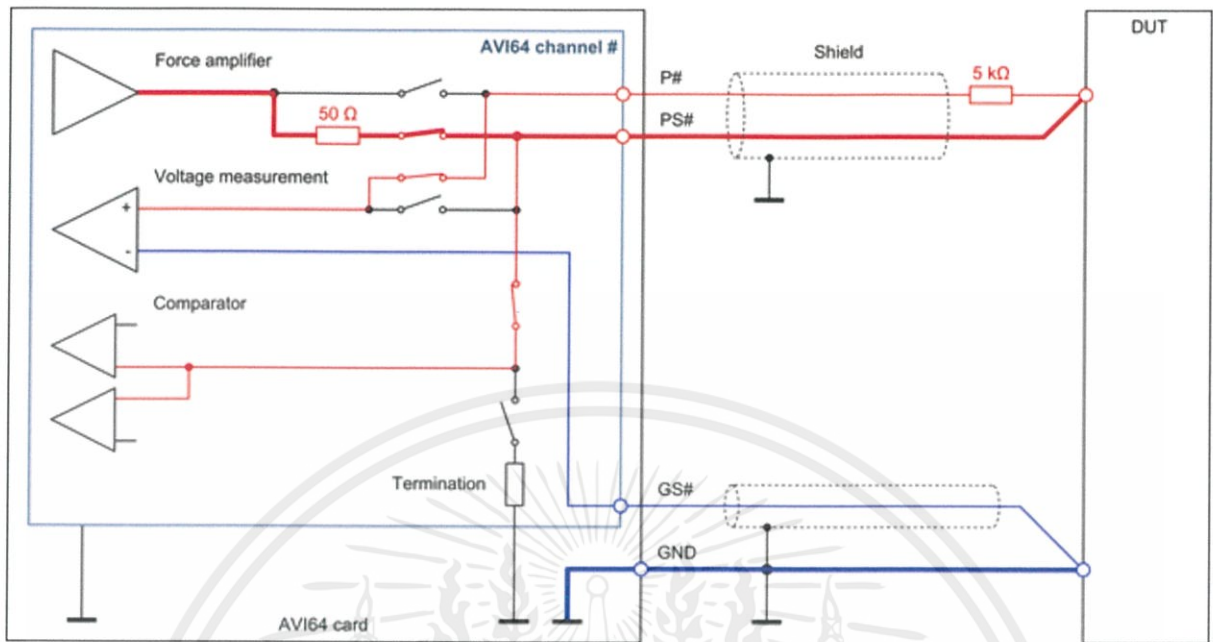 DUT
AVI64 channel #
Force amplifier
Shield
P#
5 kΩ
50 Ω
PS#
Voltage measurement
+
-
Comparator
Termination
GS#
GND
AVI64 card